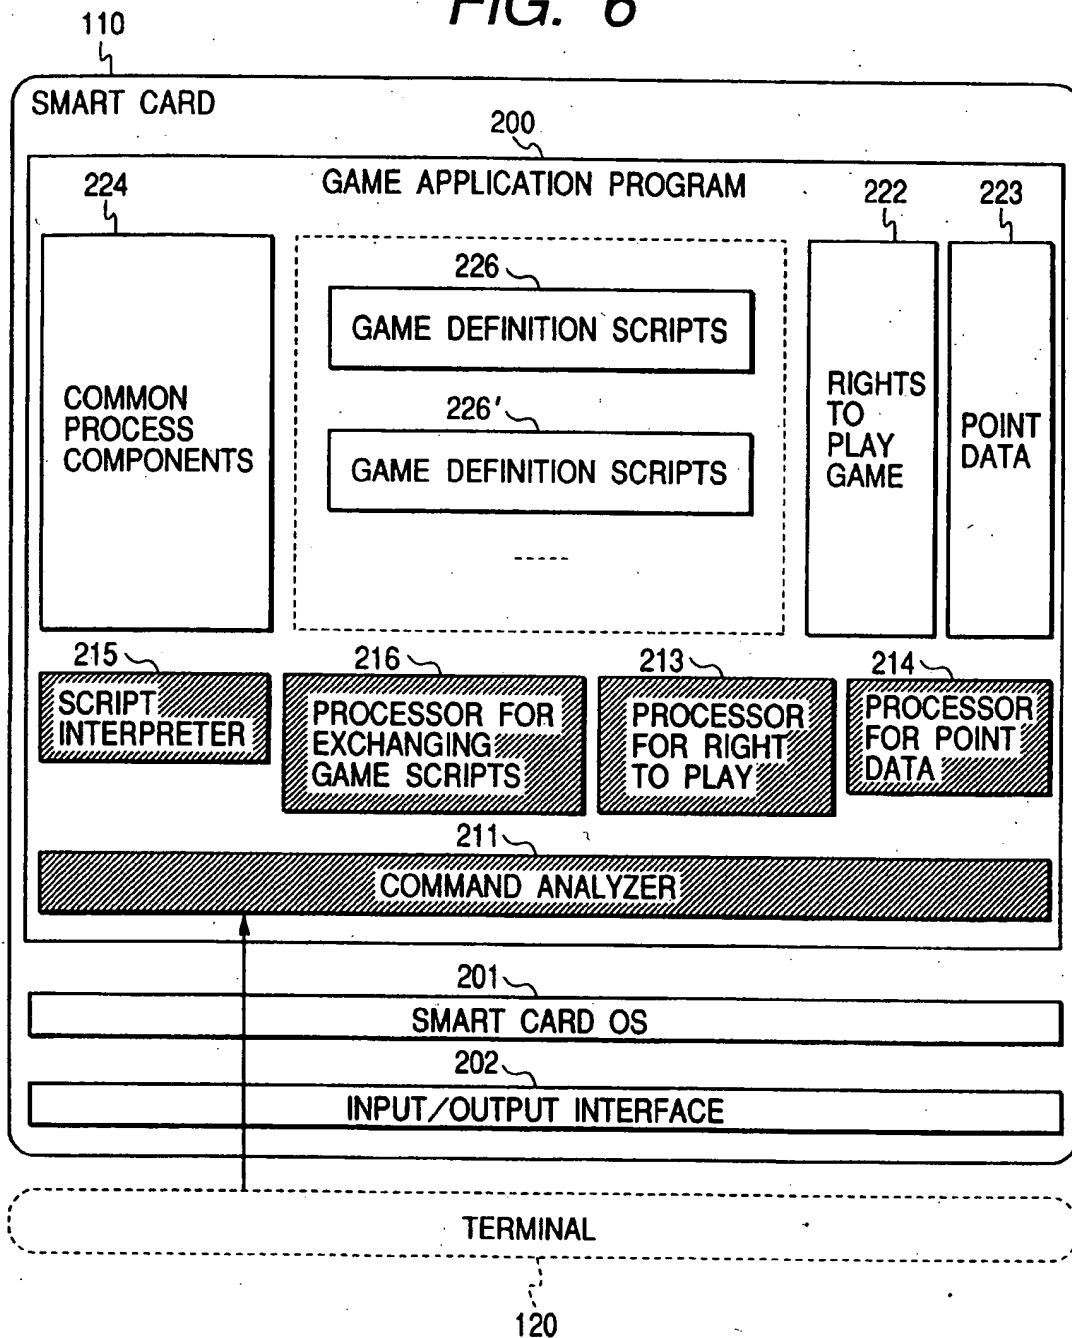 FIG. 6
110
SMART CARD
200
GAME APPLICATION PROGRAM
224
222
223
COMMON
PROCESS
COMPONENTS
226
GAME DEFINITION SCRIPTS
226'
GAME DEFINITION SCRIPTS
RIGHTS
TO
PLAY
GAME
POINT
DATA
215
SCRIPT
INTERPRETER
216
PROCESSOR FOR
EXCHANGING
GAME SCRIPTS
213
PROCESSOR
FOR RIGHT
TO PLAY
214
PROCESSOR
FOR POINT
DATA
211
COMMAND ANALYZER
201
SMART CARD OS
202
INPUT/OUTPUT INTERFACE
TERMINAL
120